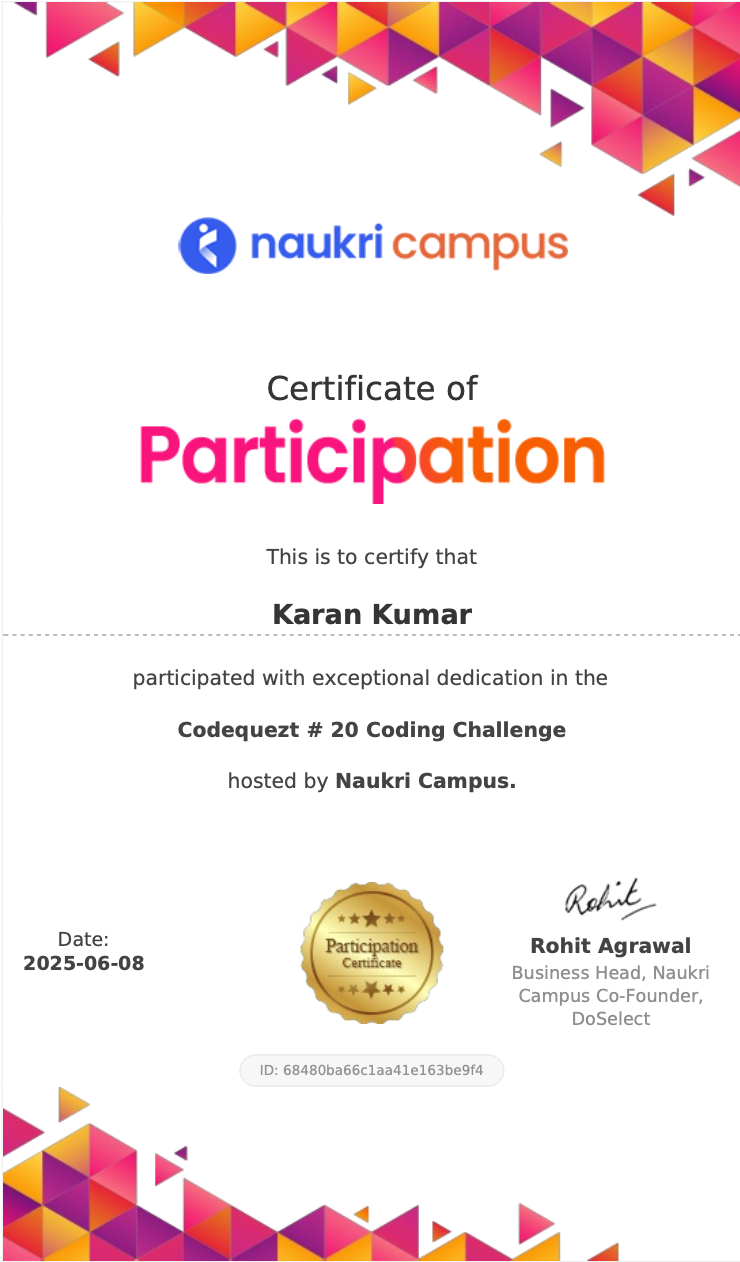 naukri campus
Certificate of
Participation
This is to certify that
Karan Kumar
participated with exceptional dedication in the
Codequezt # 20 Coding Challenge
hosted by Naukri Campus.
Date:
2025-06-08
Participation
Certificate
Rohit
Rohit Agrawal
Business Head, Naukri
Campus Co-Founder,
DoSelect
ID: 68480ba66c1aa41e163be9f4